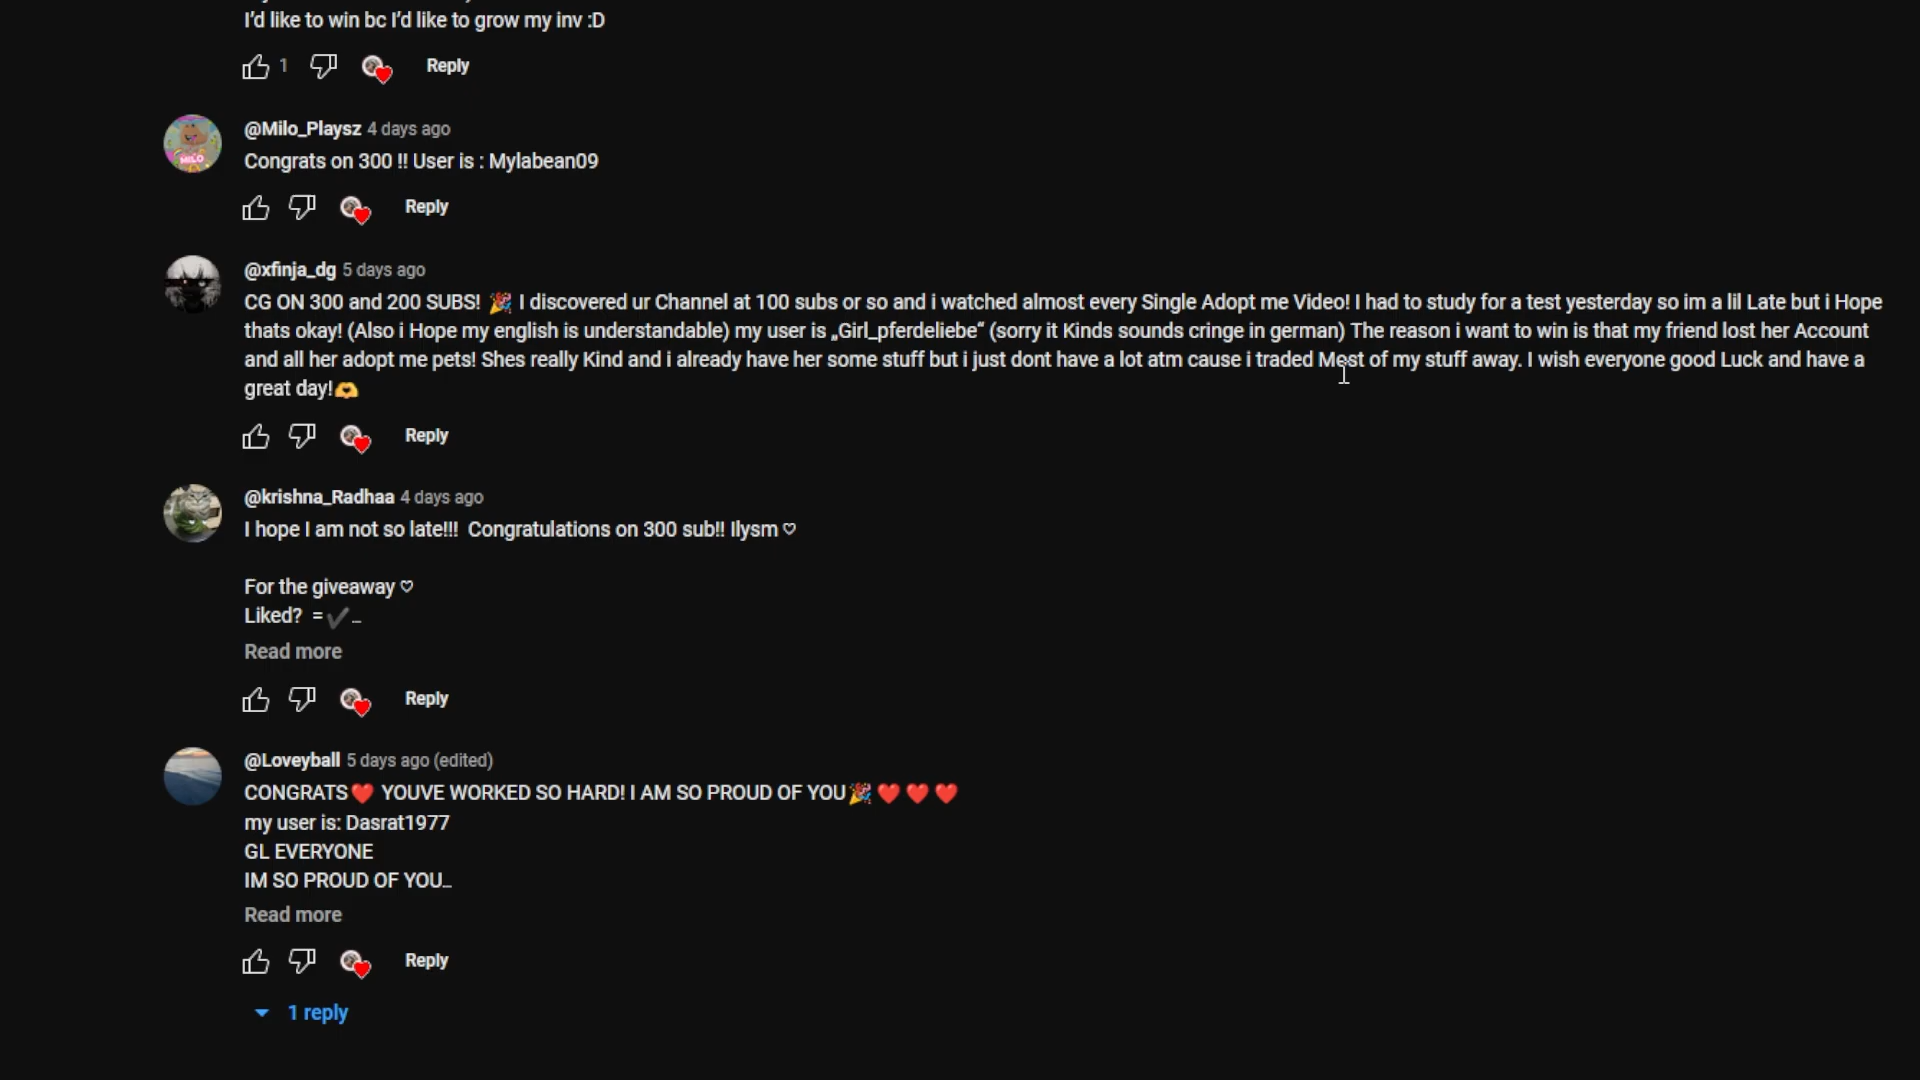 I'd like to win bc I'd like to grow my inv :D
1 Reply
MILO
@Milo_Playsz 4 days ago
Congrats on 300 !! User is : Mylabean09
Reply
@xfinja_dg 5 days ago
CG ON 300 and 200 SUBS! 🎉 I discovered ur Channel at 100 subs or so and i watched almost every Single Adopt me Video! I had to study for a test yesterday so im a lil Late but i Hope
thats okay! (Also i Hope my english is understandable) my user is „Girl_pferdeliebe“ (sorry it Kinds sounds cringe in german) The reason i want to win is that my friend lost her Account
and all her adopt me pets! Shes really Kind and i already have her some stuff but i just dont have a lot atm cause i traded Most of my stuff away. I wish everyone good Luck and have a
great day!🫶
Reply
@krishna_Radhaa 4 days ago
I hope I am not so late!!! Congratulations on 300 sub!! Ilysm ♡
For the giveaway ♡
Liked? =✔️...
Read more
Reply
@Loveyball 5 days ago (edited)
CONGRATS❤️ YOUVE WORKED SO HARD! I AM SO PROUD OF YOU🎉❤️❤️❤️
my user is: Dasrat1977
GL EVERYONE
IM SO PROUD OF YOU...
Read more
Reply
1 reply